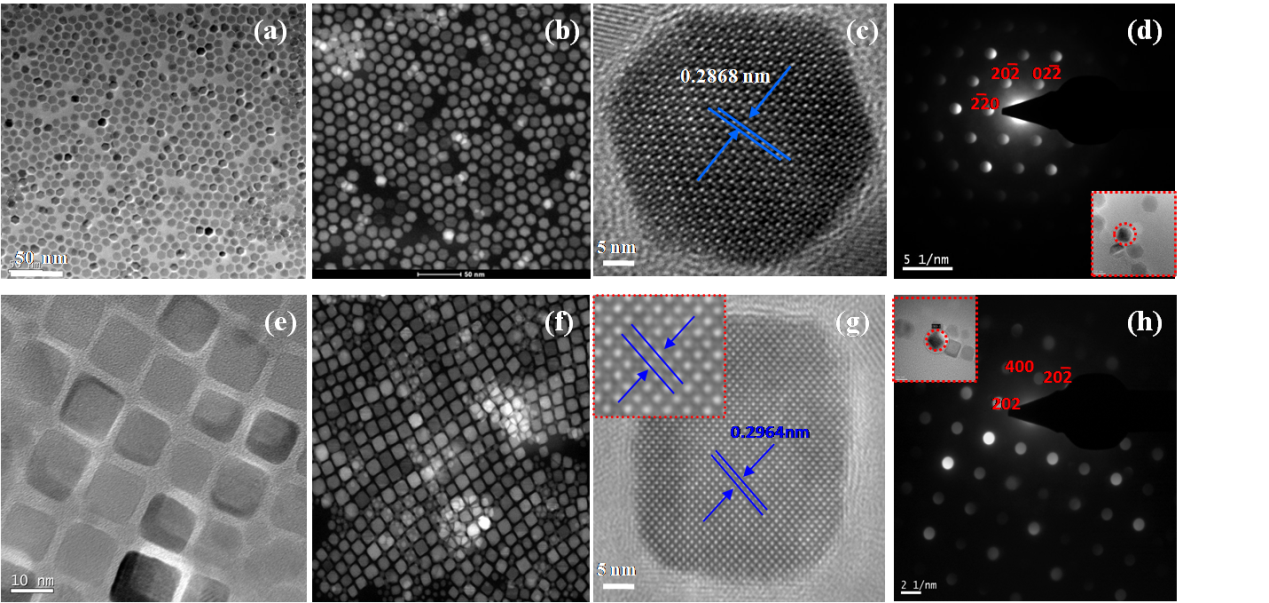 (a)
50 nm
(b)
50 nm
(c)
0.2868 nm
5 nm
(d)
202̅ 022̅
2̅20
5 1/nm
(e)
10 nm
(f)
(g)
0.2964nm
5 nm
(h)
400
202̅
202
2 1/nm